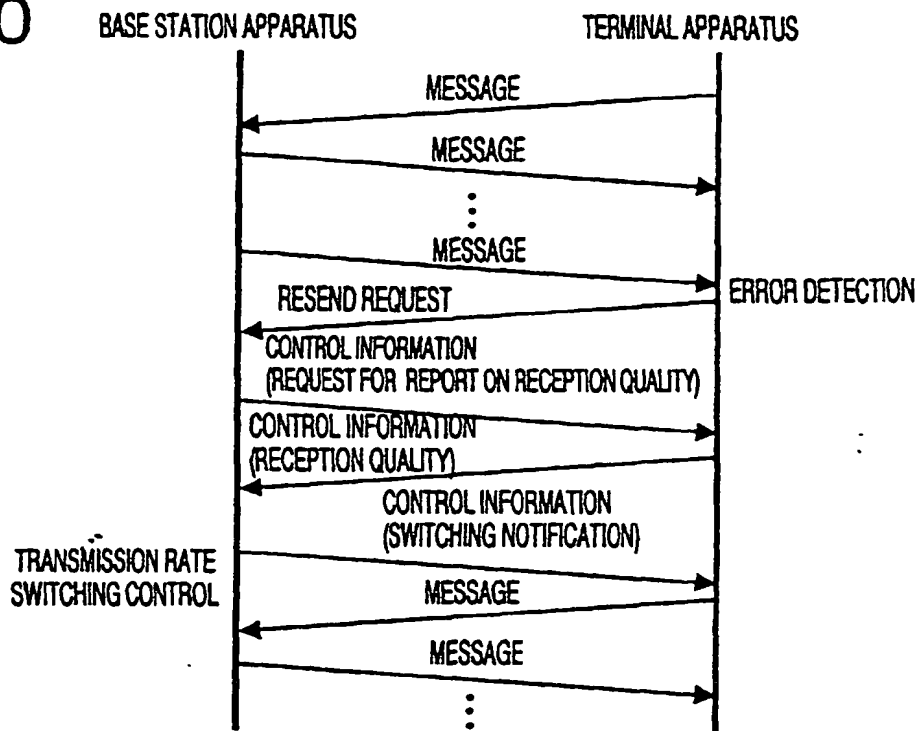 0
BASE STATION APPARATUS
TERMINAL APPARATUS
MESSAGE
MESSAGE
MESSAGE
ERROR DETECTION
RESEND REQUEST
CONTROL INFORMATION
(REQUEST FOR REPORT ON RECEPTION QUALITY)
CONTROL INFORMATION
(RECEPTION QUALITY)
CONTROL INFORMATION
(SWITCHING NOTIFICATION)
TRANSMISSION RATE
SWITCHING CONTROL
MESSAGE
MESSAGE